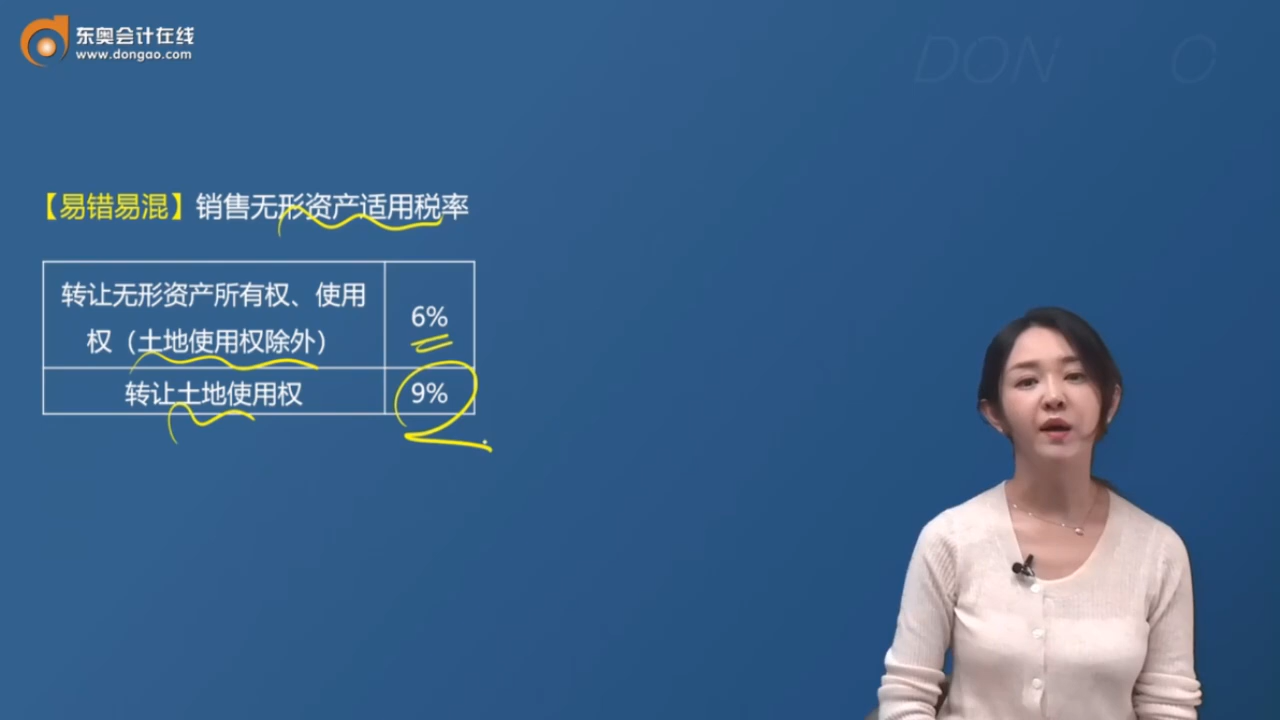 东奥会计在线
www.dongao.com
DON O
【易错易混】销售无形资产适用税率
转让无形资产所有权、使用
权（土地使用权除外）
6%
转让土地使用权
9%